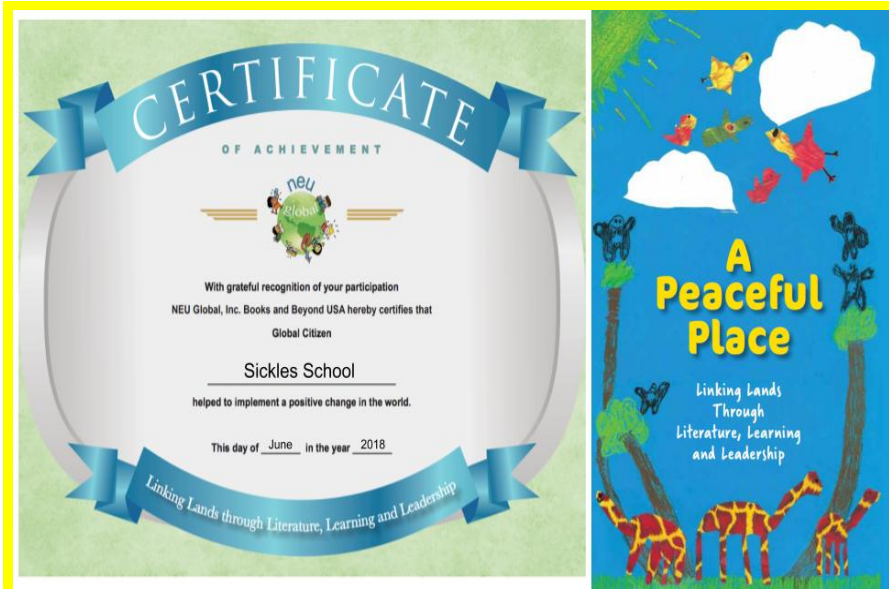 CERTIFICATE
OF ACHIEVEMENT
neu
global
With grateful recognition of your participation
NEU Global, Inc. Books and Beyond USA hereby certifies that
Global Citizen
Sickles School
helped to implement a positive change in the world.
This day of June in the year 2018
Linking Lands through Literature, Learning and Leadership
A
Peaceful
Place
Linking Lands
Through
Literature, Learning
and Leadership